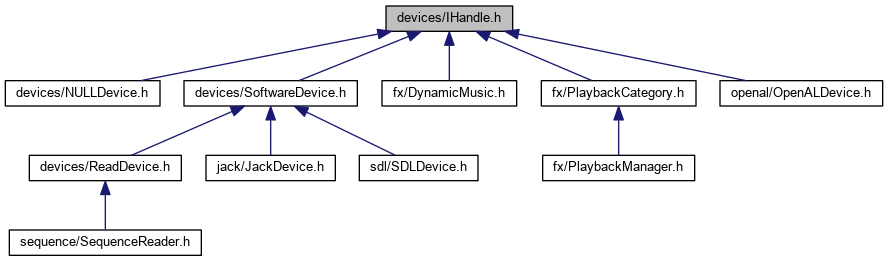 devices/IHandle.h
devices/NULLDevice.h
devices/SoftwareDevice.h
fx/DynamicMusic.h
fx/PlaybackCategory.h
openal/OpenALDevice.h
devices/ReadDevice.h
jack/JackDevice.h
sdl/SDLDevice.h
fx/PlaybackManager.h
sequence/SequenceReader.h